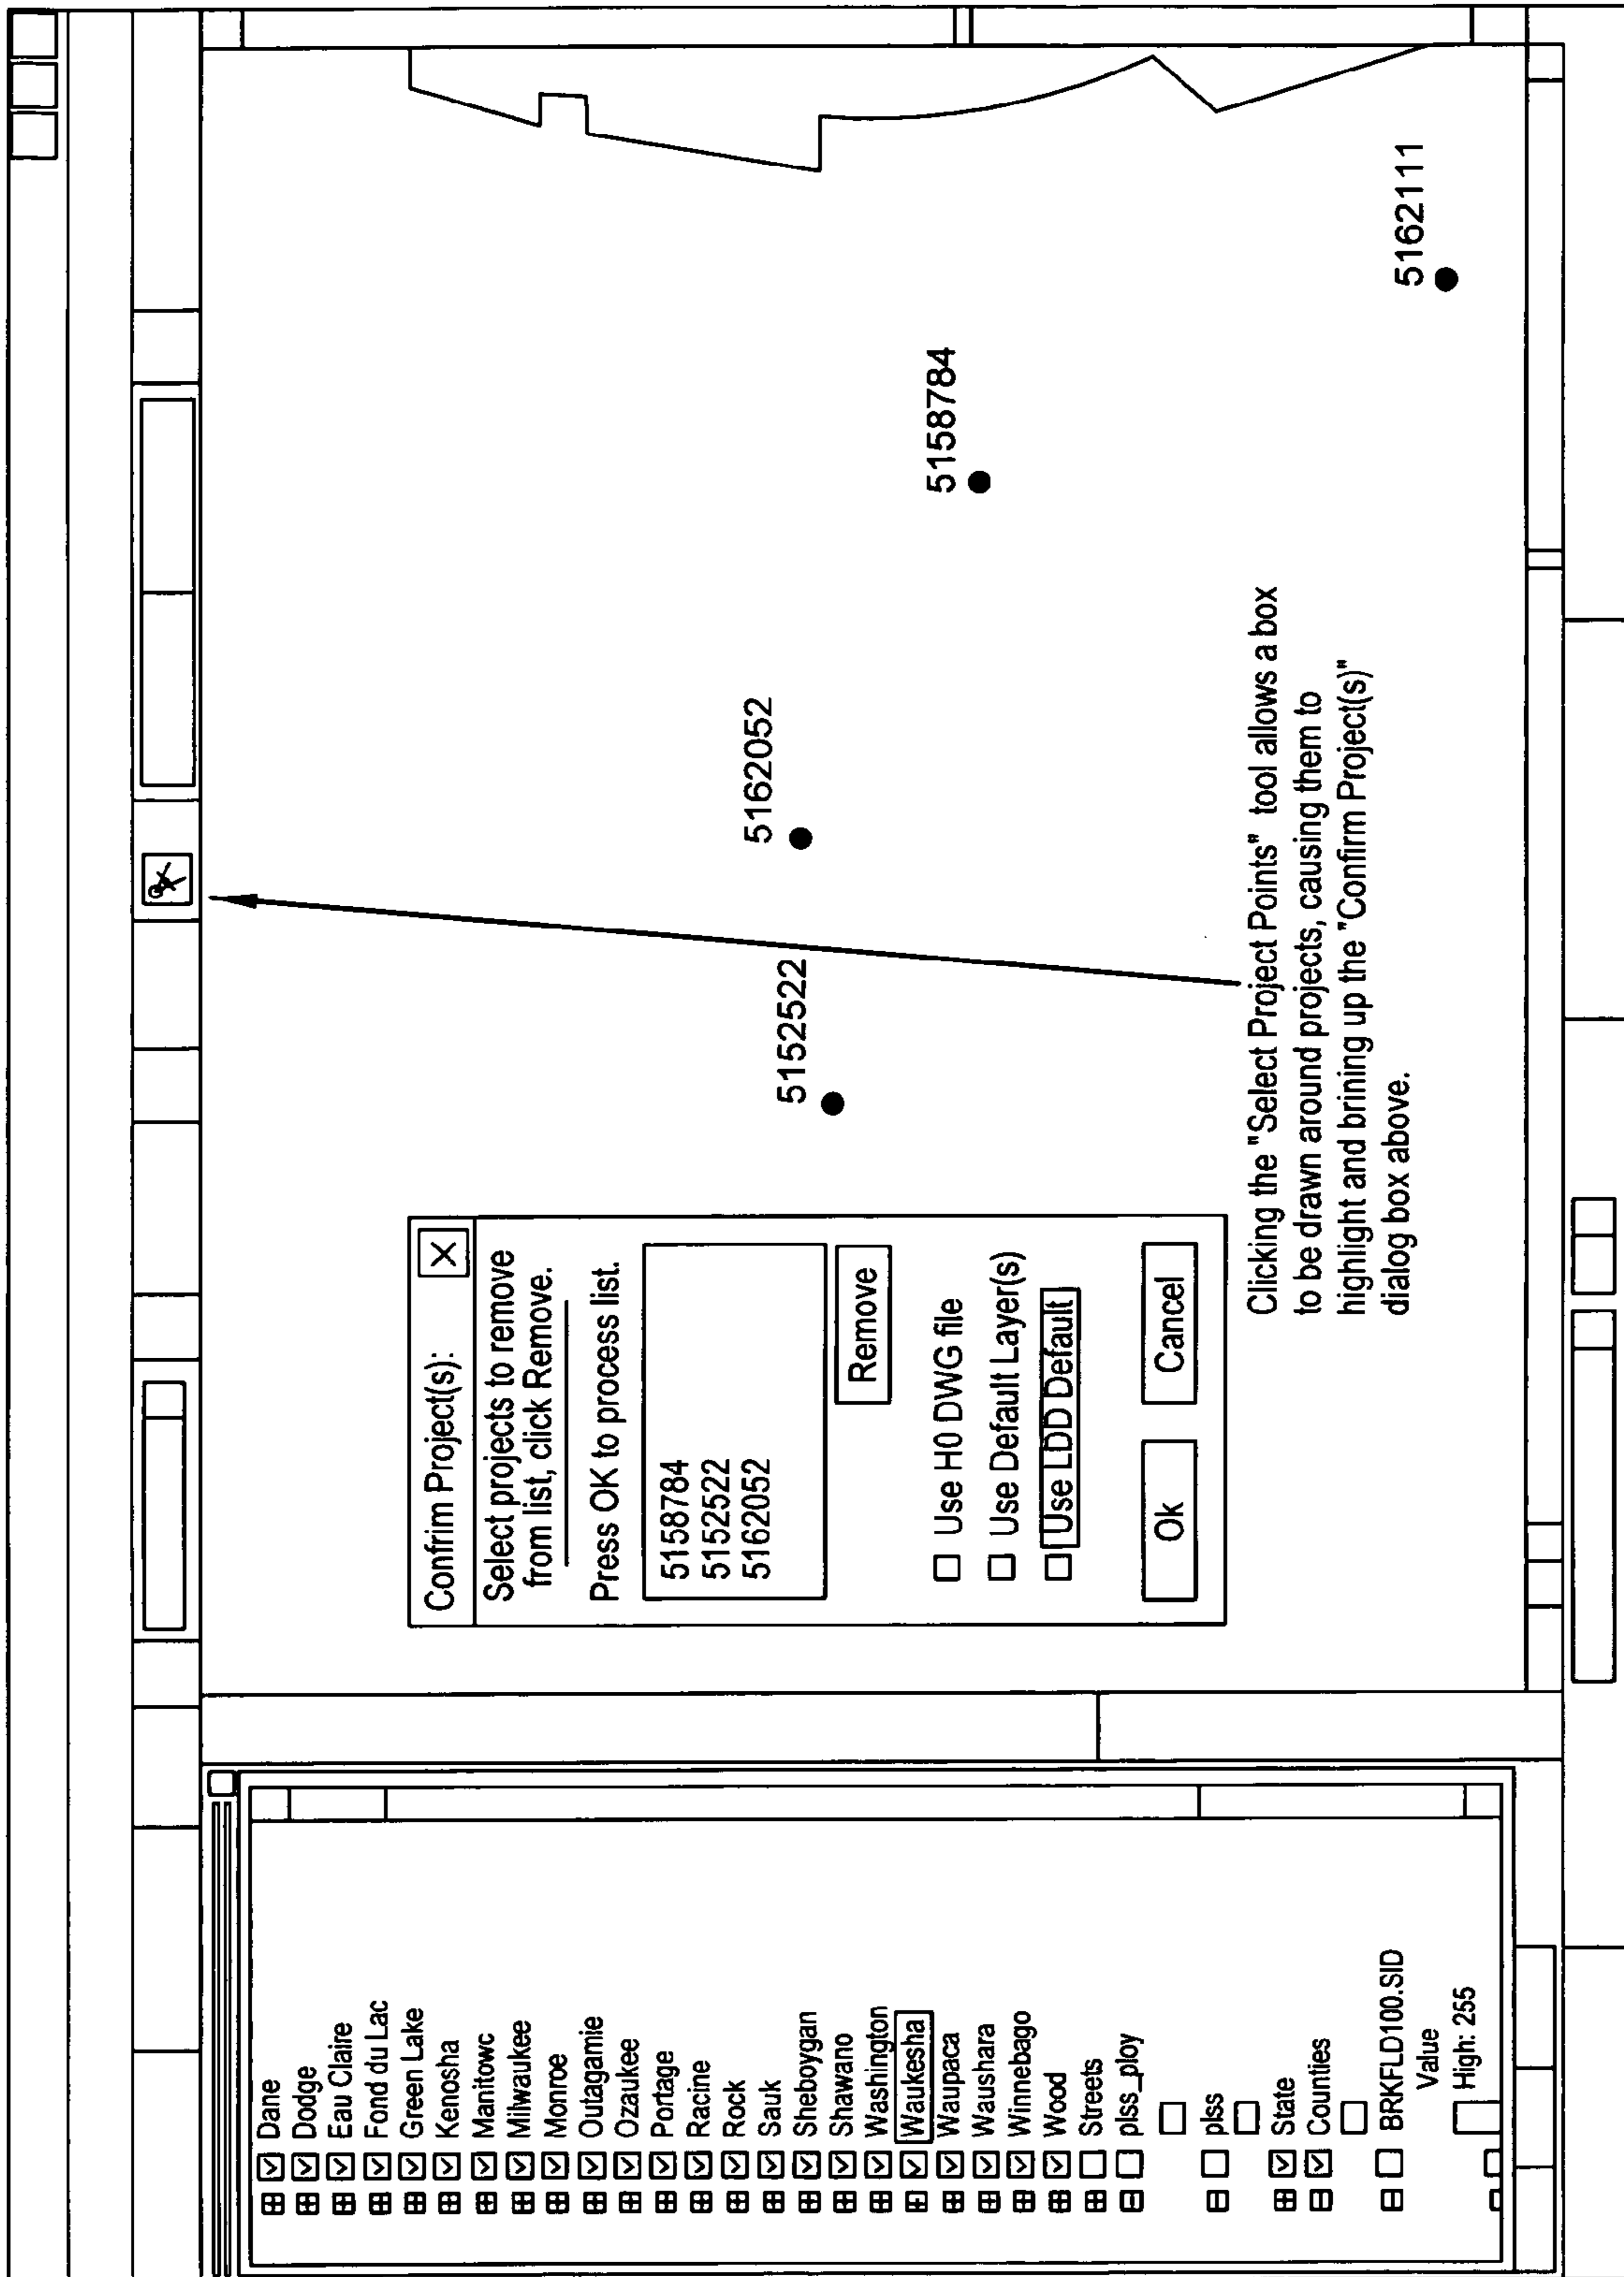 Dane
Dodge
Eau Claire
Fond du Lac
Green Lake
Kenosha
Manitowc
Milwaukee
Monroe
Outagamie
Ozaukee
Portage
Racine
Rock
Sauk
Sheboygan
Shawano
Washington
Waukesha
Waupaca
Waushara
Winnebago
Wood
Streets
plss_ploy
plss
State
Counties
BRKFLD100.SID
Value
High: 255
Confrim Project(s):
Select projects to remove
from list, click Remove.
Press OK to process list.
5158784
5152522
5162052
Remove
Use H0 DWG file
Use Default Layer(s)
Use LDD Default
Ok
Cancel
5152522
5162052
5158784
5162111
Clicking the "Select Project Points" tool allows a box
to be drawn around projects, causing them to
highlight and brining up the "Confirm Project(s)"
dialog box above.